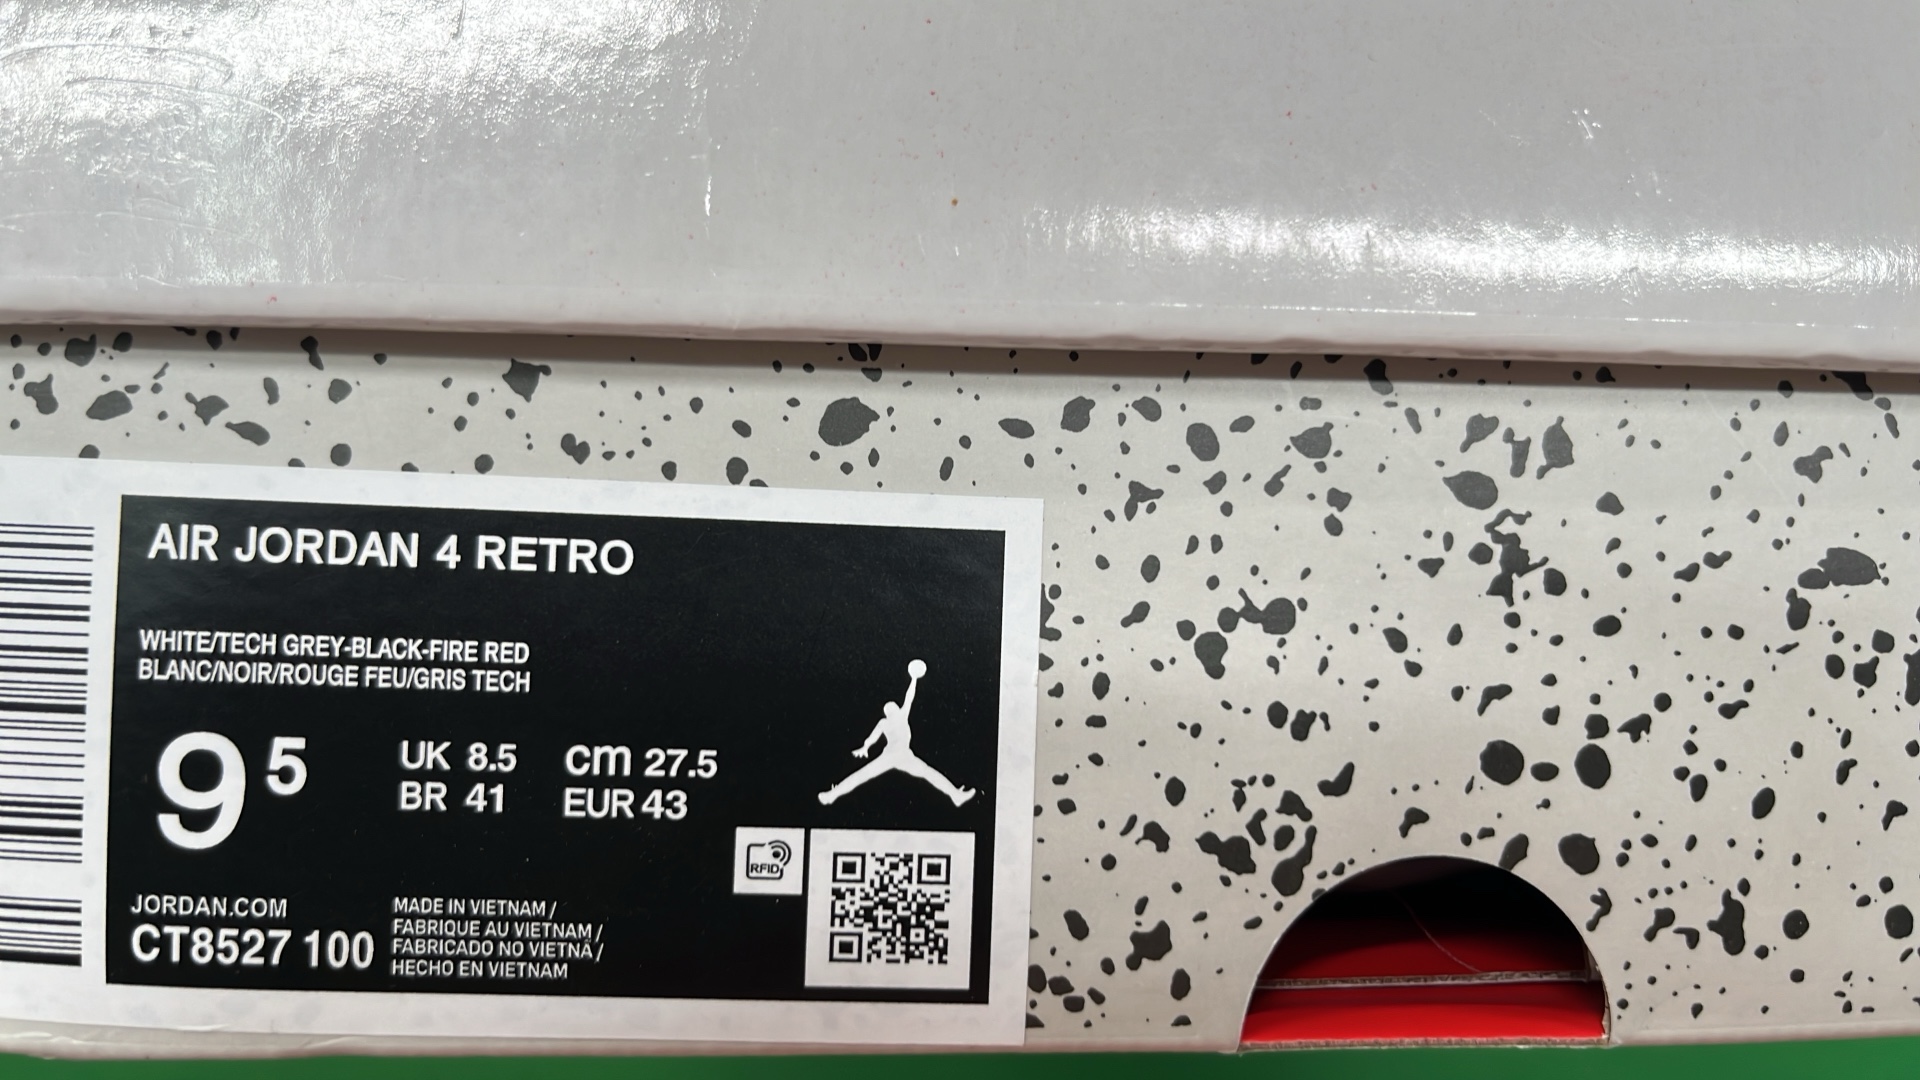 AIR JORDAN 4 RETRO
WHITE/TECH GREY-BLACK-FIRE RED
BLANC/NOIR/ROUGE FEU/GRIS TECH
9 5
UK 8.5 cm 27.5
BR 41 EUR 43
RFID
JORDAN.COM
CT8527 100
MADE IN VIETNAM /
FABRIQUE AU VIETNAM /
FABRICADO NO VIETNÃ /
HECHO EN VIETNAM